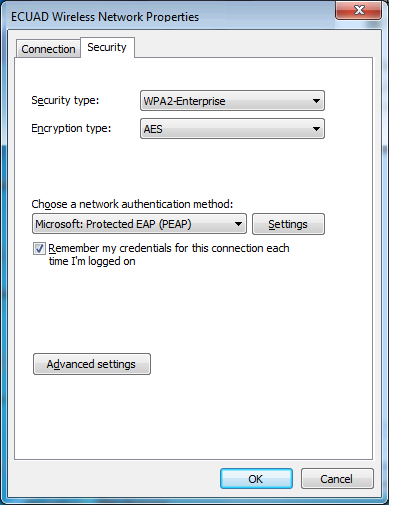 ECUAD Wireless Network Properties
Connection
Security
Security type:
WPA2-Enterprise
Encryption type:
AES
Choose a network authentication method:
Microsoft: Protected EAP (PEAP)
Settings
Remember my credentials for this connection each
time I'm logged on
Advanced settings
OK
Cancel